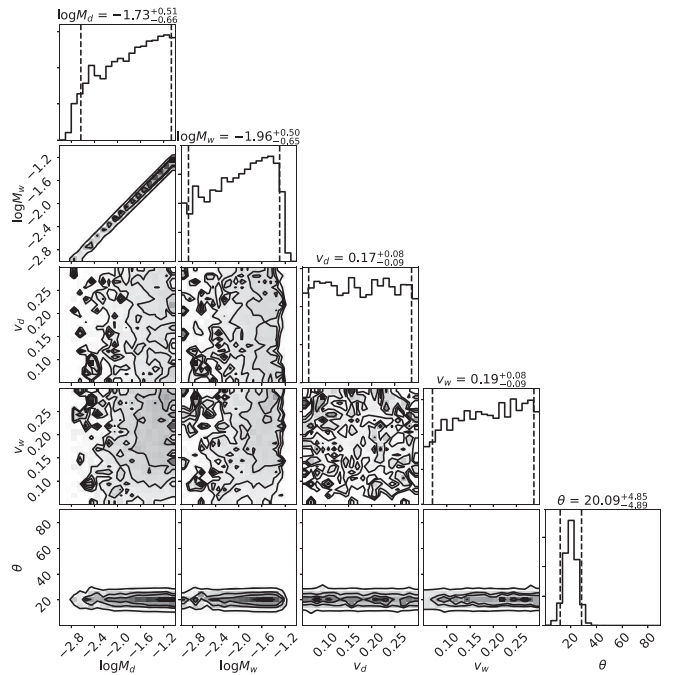 logM_d = −1.73^{+0.51}_{−0.66}
logM_w = −1.96^{+0.50}_{−0.65}
−1.2
−1.6
−2.0
−2.4
−2.8
logM_w
v_d = 0.17^{+0.08}_{−0.09}
0.25
0.20
0.15
0.10
v_d
v_w = 0.19^{+0.08}_{−0.09}
0.25
0.20
0.15
0.10
v_w
θ = 20.09^{+4.85}_{−4.89}
80
60
40
20
θ
−2.8 −2.4 −2.0 −1.6 −1.2
−2.8 −2.4 −2.0 −1.6 −1.2
0.10 0.15 0.20 0.25
0.10 0.15 0.20 0.25
20 40 60 80
logM_d logM_w v_d v_w θ